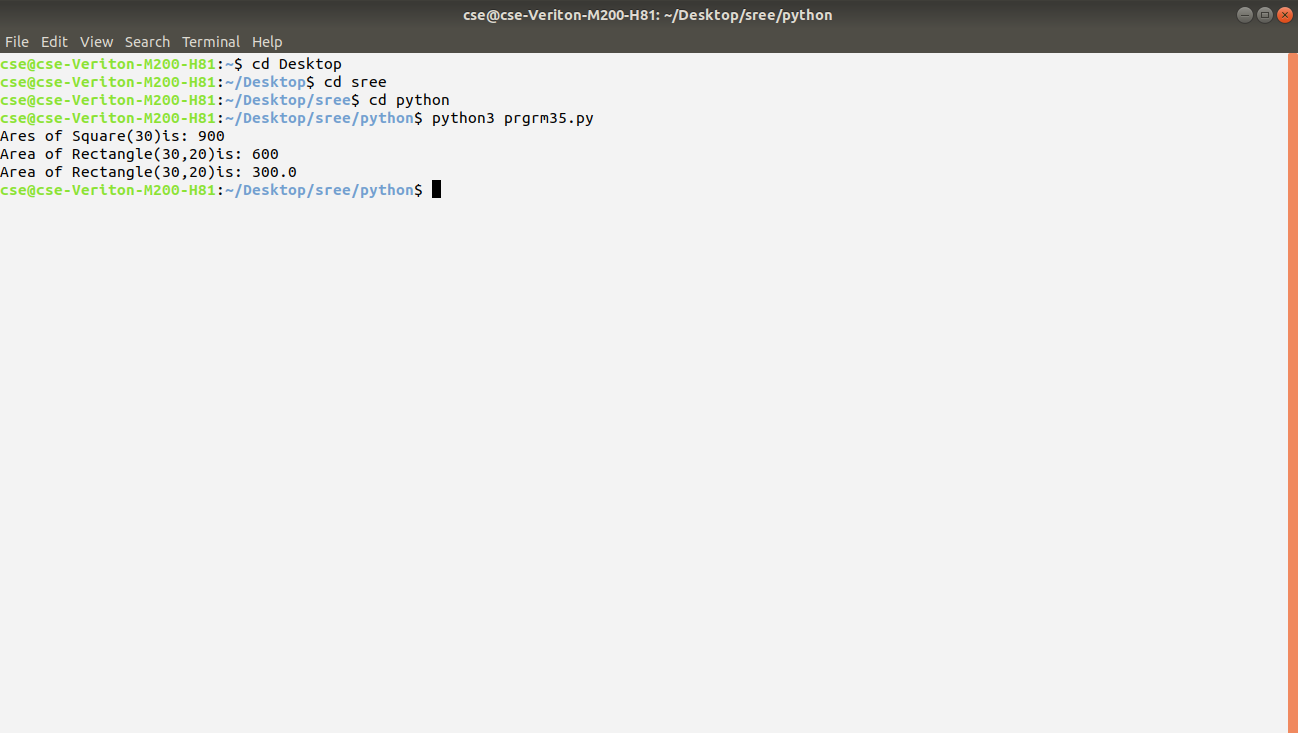 cse@cse-Veriton-M200-H81: ~/Desktop/sree/python
File Edit View Search Terminal Help
cse@cse-Veriton-M200-H81:~$ cd Desktop
cse@cse-Veriton-M200-H81:~/Desktop$ cd sree
cse@cse-Veriton-M200-H81:~/Desktop/sree$ cd python
cse@cse-Veriton-M200-H81:~/Desktop/sree/python$ python3 prgrm35.py
Ares of Square(30)is: 900
Area of Rectangle(30,20)is: 600
Area of Rectangle(30,20)is: 300.0
cse@cse-Veriton-M200-H81:~/Desktop/sree/python$